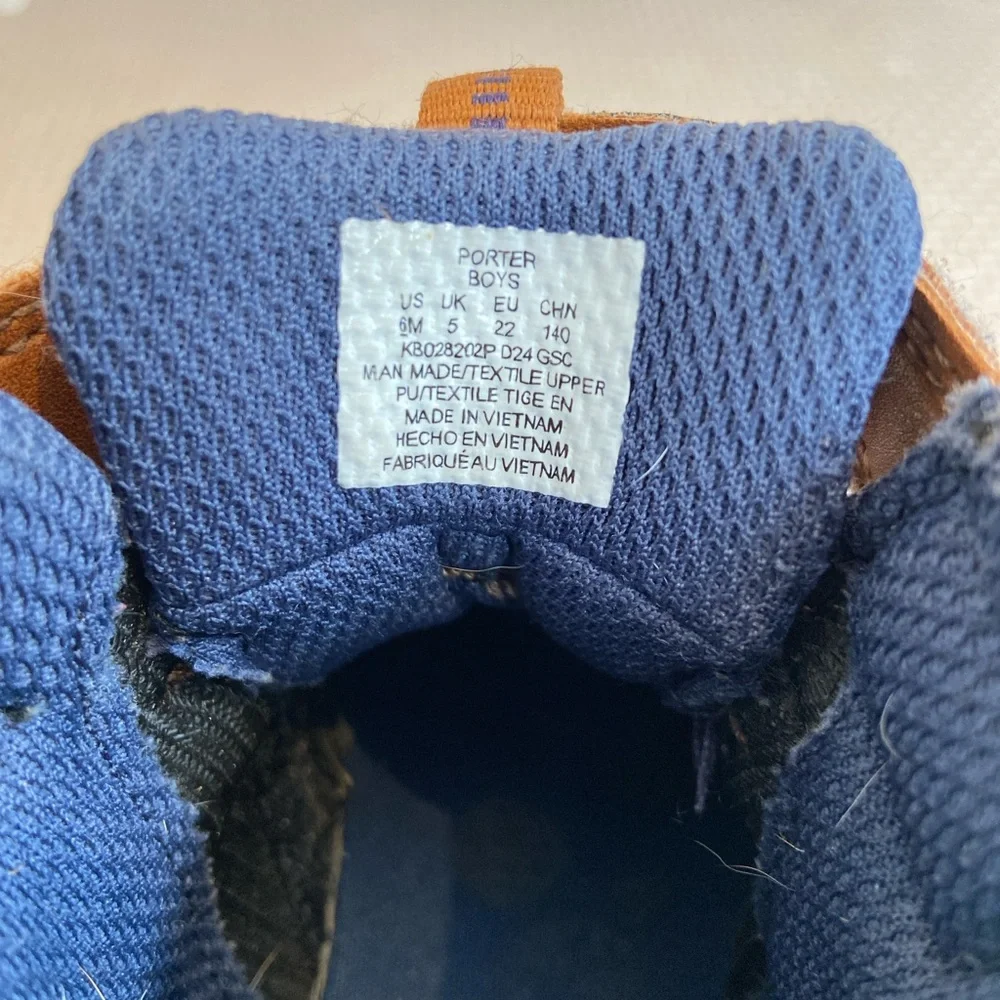 PORTER
BOYS
US UK EU CHN
6M 5 22 140
KB028202P D24 GSC
MAN MADE/TEXTILE UPPER
PU/TEXTILE TIGE EN
MADE IN VIETNAM
HECHO EN VIETNAM
FABRIQUÉ AU VIETNAM